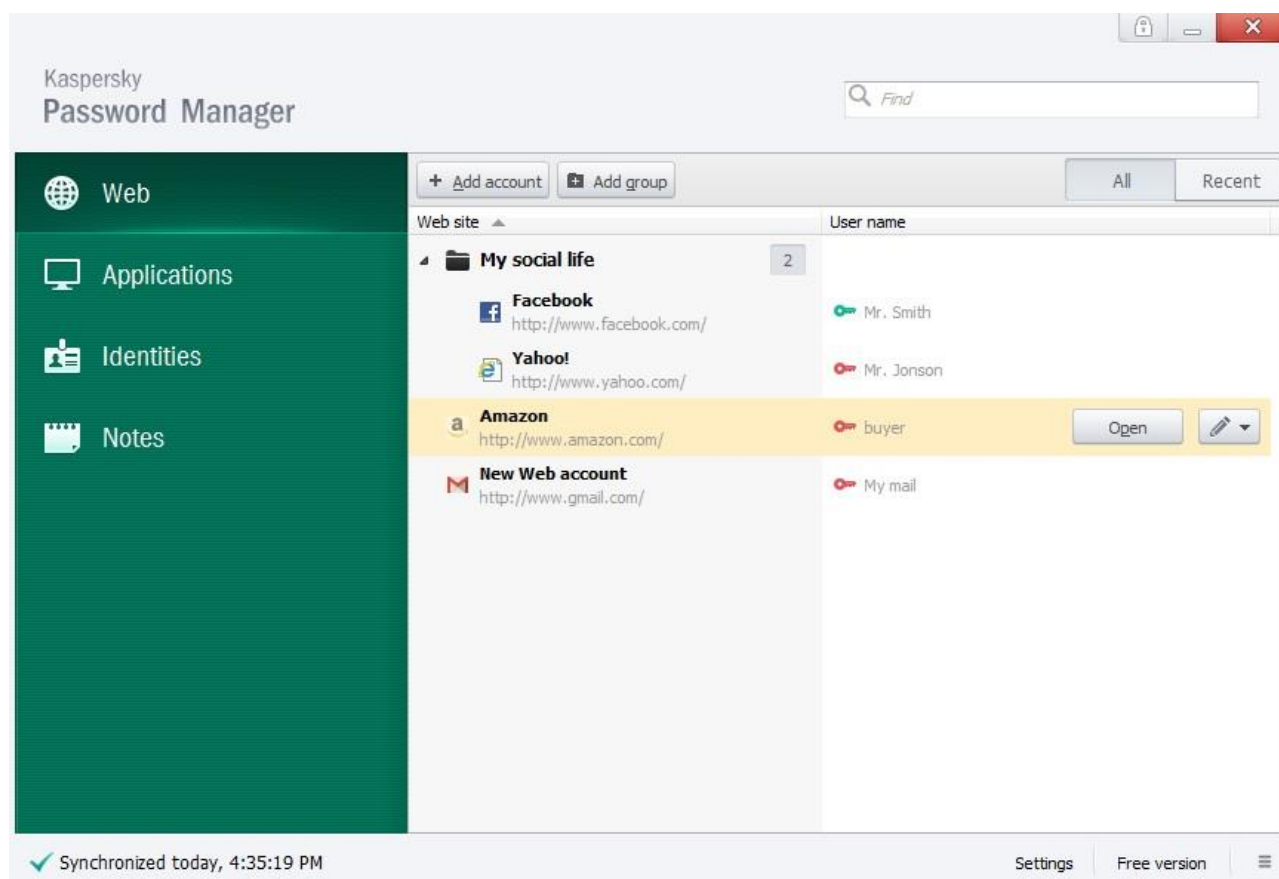 Kaspersky
Password Manager
Find
Web
Applications
Identities
Notes
+ Add account
Add group
All
Recent
Web site
User name
My social life
2
Facebook
http://www.facebook.com/
Mr. Smith
Yahoo!
http://www.yahoo.com/
Mr. Jonson
Amazon
http://www.amazon.com/
buyer
Open
New Web account
http://www.gmail.com/
My mail
Synchronized today, 4:35:19 PM
Settings
Free version